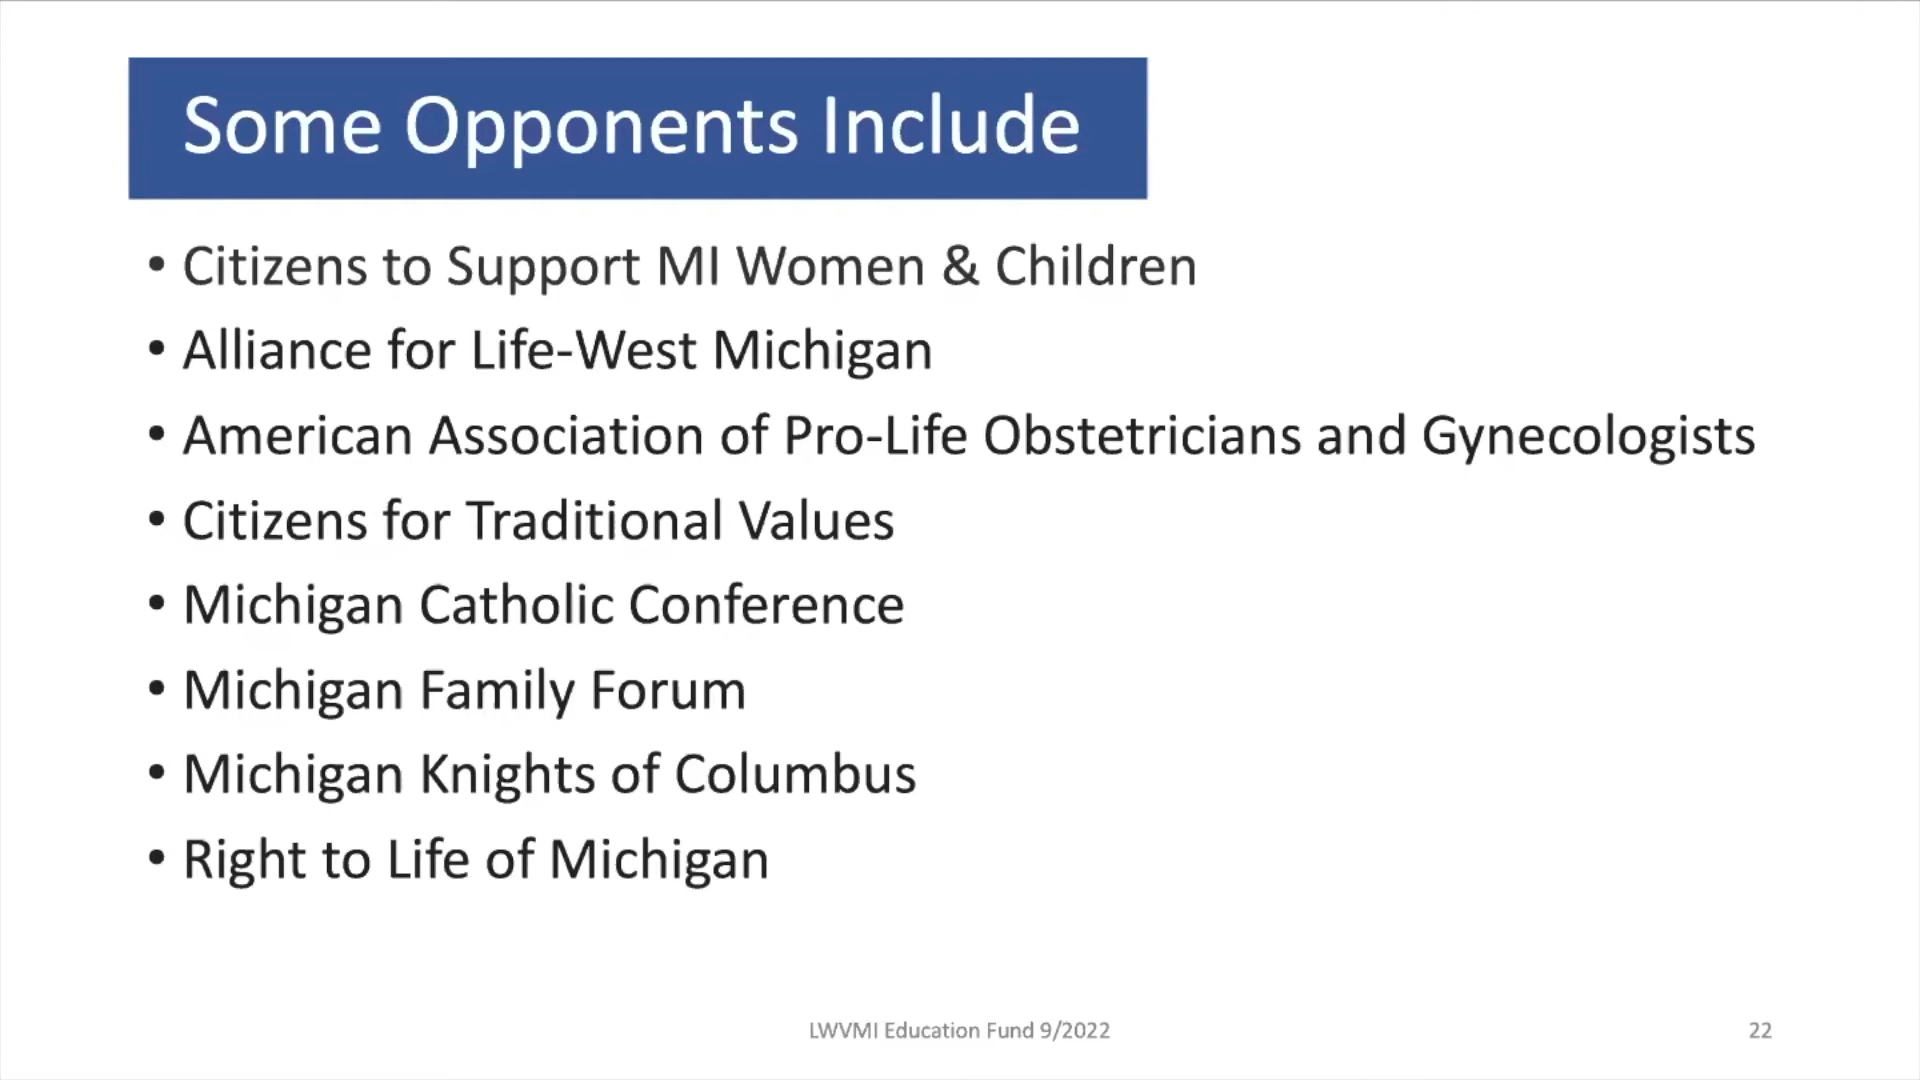 Some Opponents Include
• Citizens to Support MI Women & Children
• Alliance for Life-West Michigan
• American Association of Pro-Life Obstetricians and Gynecologists
• Citizens for Traditional Values
• Michigan Catholic Conference
• Michigan Family Forum
• Michigan Knights of Columbus
• Right to Life of Michigan
LWVMI Education Fund 9/2022
22